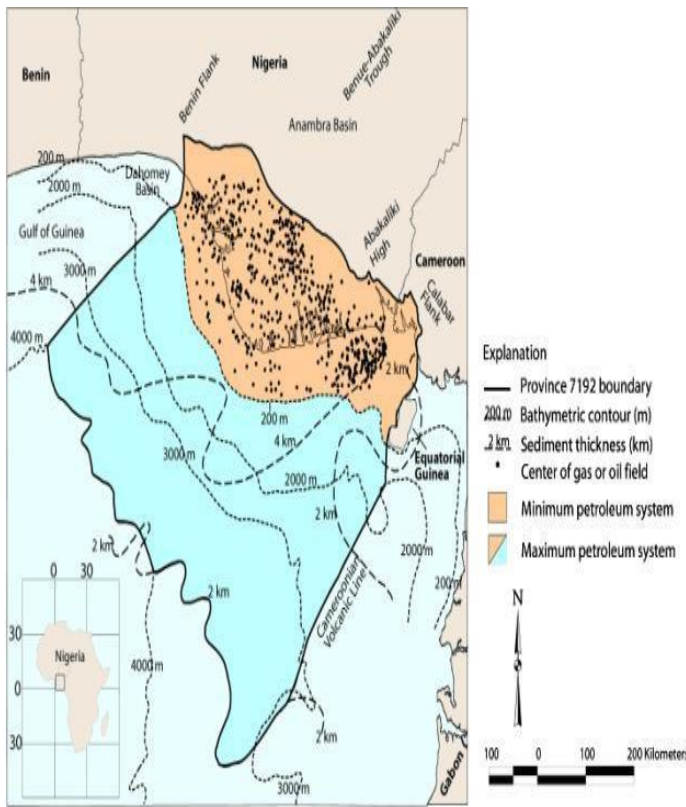 Benin
Nigeria
Benin Flank
Benue-Abakaliki
Trough
Anambra Basin
200 m
2000 m
Dahomey
Basin
Gulf of Guinea
3000 m
4 km
4000 m
Abakaliki
High
Cameroon
Calabar
Flank
2 km
200 m
4 km
3000 m
2000 m
Equatorial
Guinea
2 km
2000 m
200 m
2 km
2 km
Cameroonian
Volcanic Line
4000 m
2 km
3000 m
Gabon
0 30
30
0
30
Nigeria
Explanation
Province 7192 boundary
200 m Bathymetric contour (m)
2 km Sediment thickness (km)
Center of gas or oil field
Minimum petroleum system
Maximum petroleum system
N
100 0 100 200 Kilometers